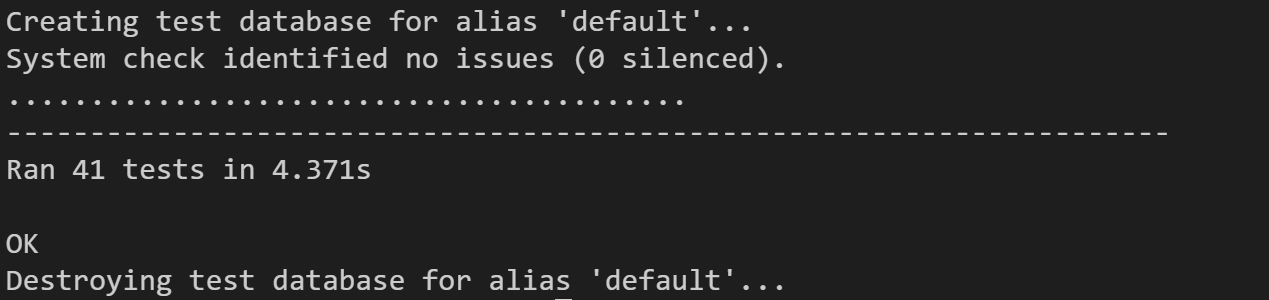 Creating test database for alias 'default'...
System check identified no issues (0 silenced).
.........................................
----------------------------------------------------------------------
Ran 41 tests in 4.371s
OK
Destroying test database for alias 'default'...